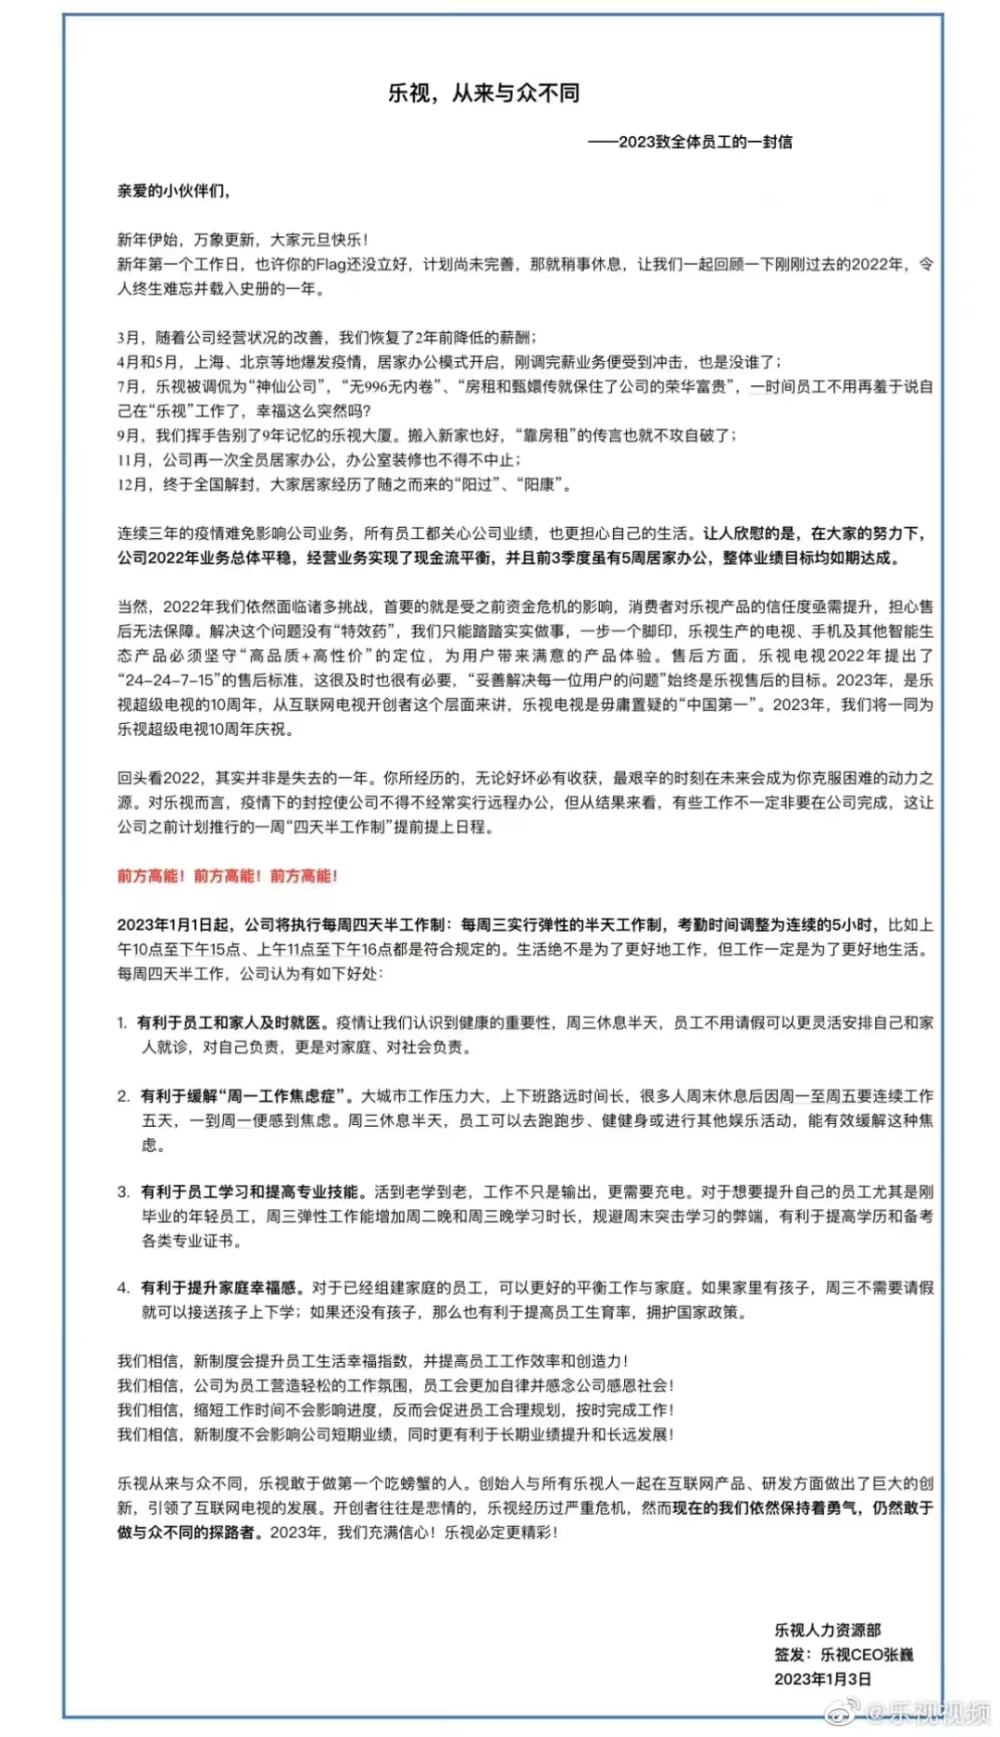 乐视，从来与众不同
——2023致全体员工的一封信
亲爱的小伙伴们，
新年伊始，万象更新，大家元旦快乐！
新年第一个工作日，也许你的Flag还没立好，计划尚未完善，那就稍事休息，让我们一起回顾一下刚刚过去的2022年，令
人终生难忘并载入史册的一年。
3月，随着公司经营状况的改善，我们恢复了2年前降低的薪酬；
4月和5月，上海、北京等地爆发疫情，居家办公模式开启，刚调完薪业务便受到冲击，也是没谁了；
7月，乐视被调侃为“神仙公司”，“无996无内卷”、“房租和甄嬛传就保住了公司的荣华富贵”，一时间员工不用再羞于说自
己在“乐视”工作了，幸福这么突然吗？
9月，我们挥手告别了9年记忆的乐视大厦。搬入新家也好，“靠房租”的传言也就不攻自破了；
11月，公司再一次全员居家办公，办公室装修也不得不中止；
12月，终于全国解封，大家居家经历了随之而来的“阳过”、“阳康”。
连续三年的疫情难免影响公司业务，所有员工都关心公司业绩，也更担心自己的生活。让人欣慰的是，在大家的努力下，
公司2022年业务总体平稳，经营业务实现了现金流平衡，并且前3季度虽有5周居家办公，整体业绩目标均如期达成。
当然，2022年我们依然面临诸多挑战，首要的就是受之前资金危机的影响，消费者对乐视产品的信任度亟需提升，担心售
后无法保障。解决这个问题没有“特效药”，我们只能踏踏实实做事，一步一个脚印，乐视生产的电视、手机及其他智能生
态产品必须坚守“高品质+高性价”的定位，为用户带来满意的产品体验。售后方面，乐视电视2022年提出了
“24-24-7-15”的售后标准，这很及时也很有必要，“妥善解决每一位用户的问题”始终是乐视售后的目标。2023年，是乐
视超级电视的10周年，从互联网电视开创者这个层面来讲，乐视电视是毋庸置疑的“中国第一”。2023年，我们将一同为
乐视超级电视10周年庆祝。
回头看2022，其实并非是失去的一年。你所经历的，无论好坏必有收获，最艰辛的时刻在未来会成为你克服困难的动力之
源。对乐视而言，疫情下的封控使公司不得不经常实行远程办公，但从结果来看，有些工作不一定非要在公司完成，这让
公司之前计划推行的一周“四天半工作制”提前提上日程。
前方高能！前方高能！前方高能！
2023年1月1日起，公司将执行每周四天半工作制：每周三实行弹性的半天工作制，考勤时间调整为连续的5小时，比如上
午10点至下午15点、上午11点至下午16点都是符合规定的。生活绝不是为了更好地工作，但工作一定是为了更好地生活。
每周四天半工作，公司认为有如下好处：
1. 有利于员工和家人及时就医。疫情让我们认识到健康的重要性，周三休息半天，员工不用请假可以更灵活安排自己和家
人就诊，对自己负责，更是对家庭、对社会负责。
2. 有利于缓解“周一工作焦虑症”。大城市工作压力大，上下班路远时间长，很多人周末休息后因周一至周五要连续工作
五天，一到周一便感到焦虑。周三休息半天，员工可以去跑跑步、健健身或进行其他娱乐活动，能有效缓解这种焦
虑。
3. 有利于员工学习和提高专业技能。活到老学到老，工作不只是输出，更需要充电。对于想要提升自己的员工尤其是刚
毕业的年轻员工，周三弹性工作能增加周二晚和周三晚学习时长，规避周末突击学习的弊端，有利于提高学历和备考
各类专业证书。
4. 有利于提升家庭幸福感。对于已经组建家庭的员工，可以更好的平衡工作与家庭。如果家里有孩子，周三不需要请假
就可以接送孩子上下学；如果还没有孩子，那么也有利于提高员工生育率，拥护国家政策。
我们相信，新制度会提升员工生活幸福指数，并提高员工工作效率和创造力！
我们相信，公司为员工营造轻松的工作氛围，员工会更加自律并感念公司感恩社会！
我们相信，缩短工作时间不会影响进度，反而会促进员工合理规划，按时完成工作！
我们相信，新制度不会影响公司短期业绩，同时更有利于长期业绩提升和长远发展！
乐视从来与众不同，乐视敢于做第一个吃螃蟹的人。创始人与所有乐视人一起在互联网产品、研发方面做出了巨大的创
新，引领了互联网电视的发展。开创者往往是悲情的，乐视经历过严重危机，然而现在的我们依然保持着勇气，仍然敢于
做与众不同的探路者。2023年，我们充满信心！乐视必定更精彩！
乐视人力资源部
签发：乐视CEO张巍
2023年1月3日
@乐视视频